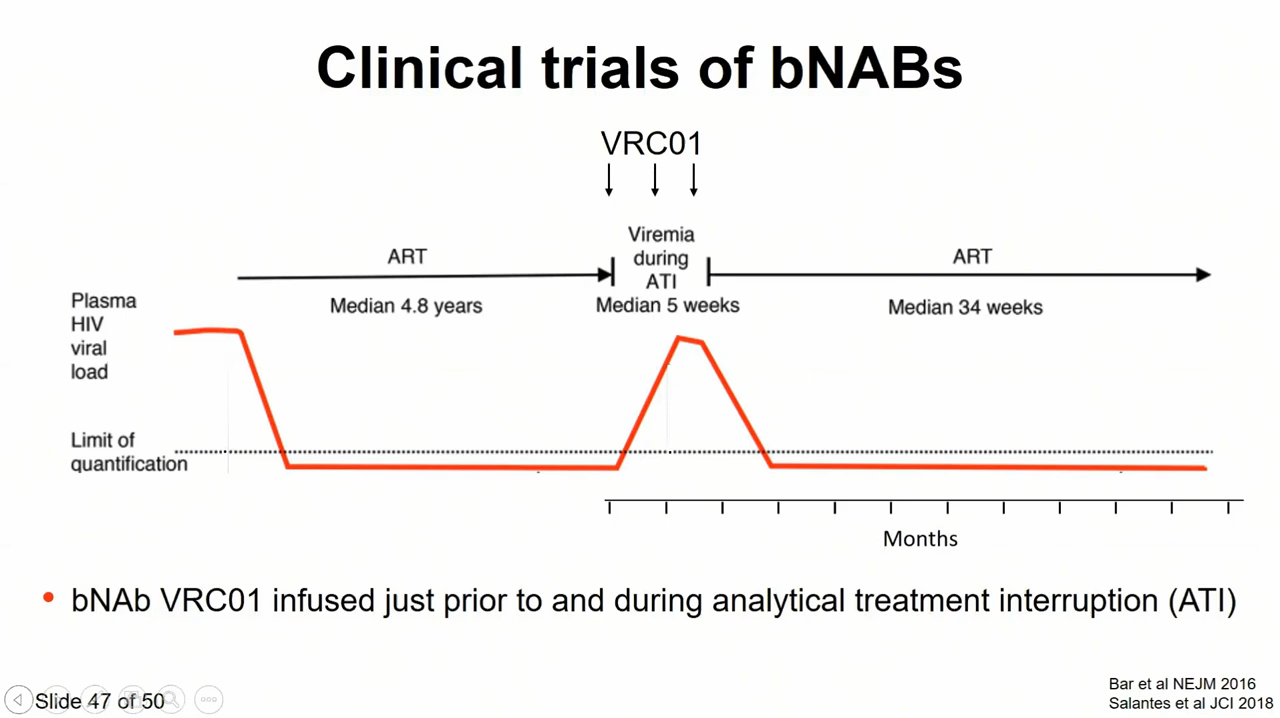 Clinical trials of bNABs
VRC01
Viremia
during
ATI
ART
ART
Median 4.8 years
Median 5 weeks
Median 34 weeks
Plasma
HIV
viral
load
Limit of
quantification
Months
• bNAb VRC01 infused just prior to and during analytical treatment interruption (ATI)
Slide 47 of 50
Bar et al NEJM 2016
Salantes et al JCI 2018